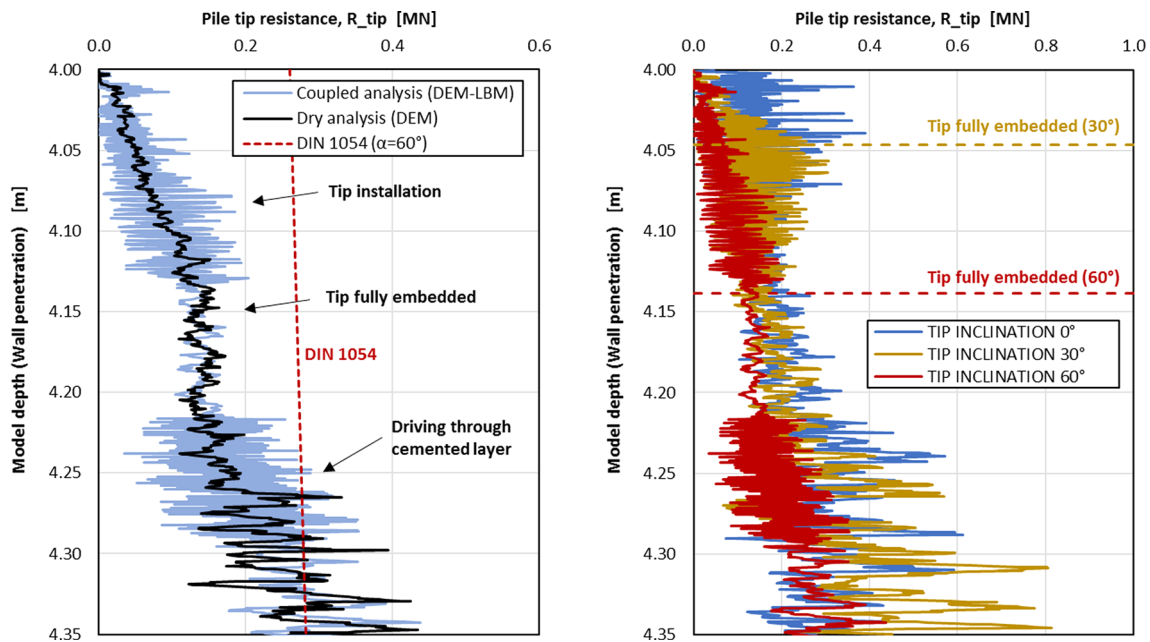 Pile tip resistance, R_tip [MN]
0.0 0.2 0.4 0.6
4.00
4.05
4.10
4.15
4.20
4.25
4.30
4.35
Model depth (Wall penetration) [m]
Coupled analysis (DEM-LBM)
Dry analysis (DEM)
DIN 1054 (α=60°)
Tip installation
Tip fully embedded
DIN 1054
Driving through
cemented layer
Pile tip resistance, R_tip [MN]
0.0 0.2 0.4 0.6 0.8 1.0
4.00
4.05
4.10
4.15
4.20
4.25
4.30
4.35
Model depth (Wall penetration) [m]
Tip fully embedded (30°)
Tip fully embedded (60°)
TIP INCLINATION 0°
TIP INCLINATION 30°
TIP INCLINATION 60°